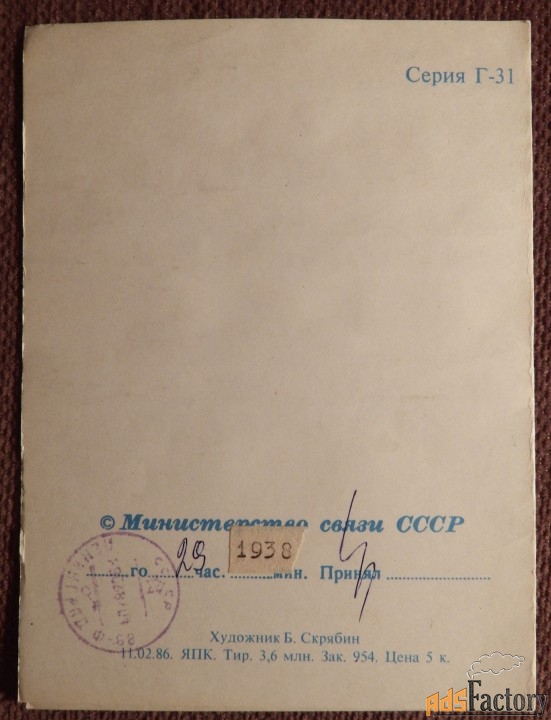 Серия Г-31
© Министерство связи СССР
го 29 час. 1938 мин. Принял
СССР
Художник Б. Скрябин
11.02.86. ЯПК. Тир. 3,6 млн. Зак. 954. Цена 5 к.
adsFactory